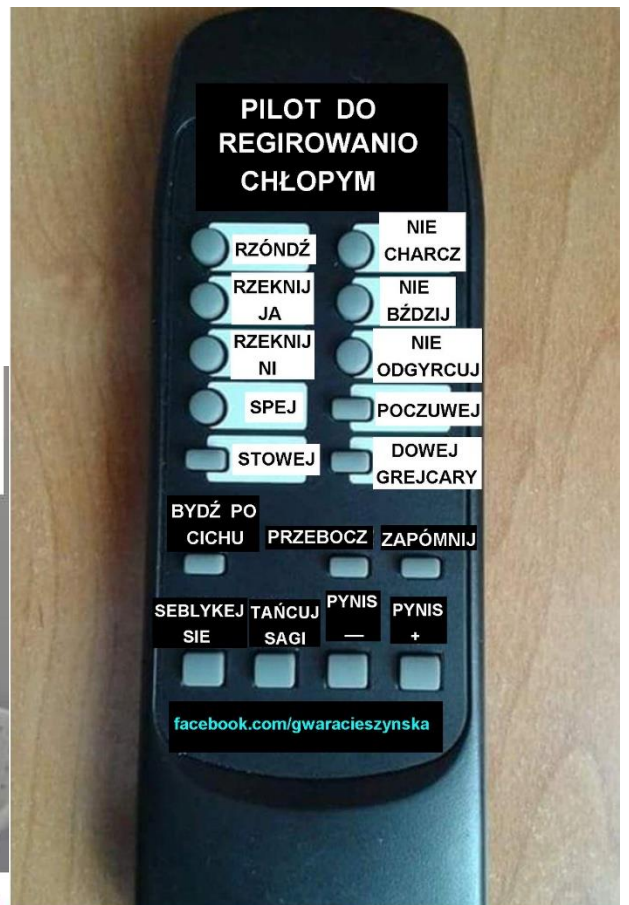 PILOT DO
REGIROWANIO
CHŁOPYM
RZÓNDŹ
NIE
CHARCZ
RZEKNIJ
JA
NIE
BŹDZIJ
RZEKNIJ
NI
NIE
ODGYRCUJ
SPEJ
POCZUWEJ
STOWEJ
DOWEJ
GREJCARY
BYDŹ PO
CICHU
PRZEBOCZ
ZAPÓMNIJ
SEBLYKEJ
SIE
TAŃCUJ
SAGI
PYNIS
—
PYNIS
+
facebook.com/gwaracieszynska